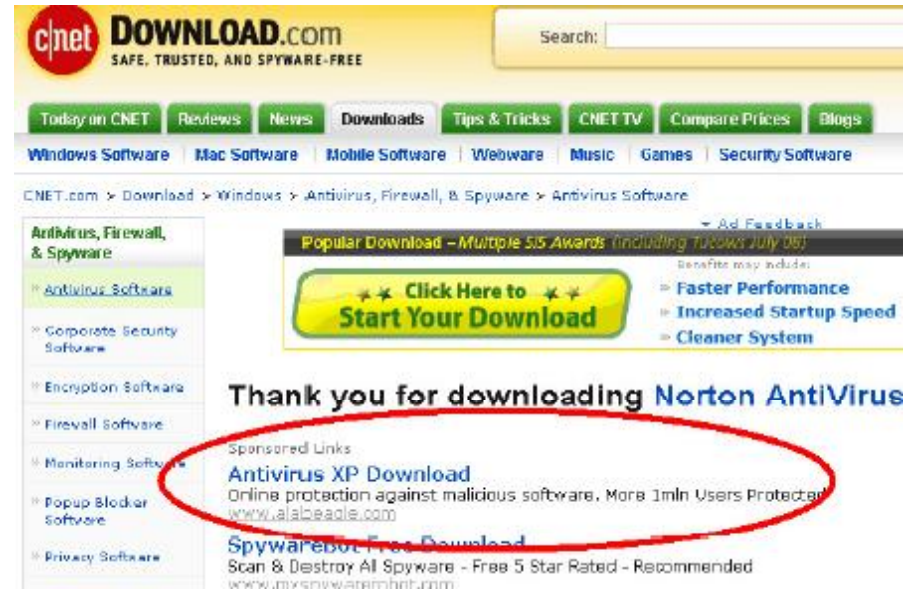 c|net DOWNLOAD.COM
SAFE, TRUSTED, AND SPYWARE-FREE
Search:
Today on CNET Reviews News Downloads Tips & Tricks CNET TV Compare Prices Blogs
Windows Software Mac Software Mobile Software Webware Music Games Security Software
CNET.com > Download > Windows > Antivirus, Firewall, & Spyware > Antivirus Software
Ad Feedback
Antivirus, Firewall,
& Spyware
Antivirus Software
Corporate Security
Software
Encryption Software
Firewall Software
Monitoring Software
Popup Blocker
Software
Privacy Software
Popular Download – Multiple 5/5 Awards (including Tucows July 08)
Click Here to
Start Your Download
Benefits may include:
» Faster Performance
» Increased Startup Speed
» Cleaner System
Thank you for downloading Norton AntiVirus
Sponsored Links
Antivirus XP Download
Online protection against malicious software. More 1mln Users Protected
www.alabeagle.com
SpywareBot Free Download
Scan & Destroy All Spyware - Free 5 Star Rated - Recommended